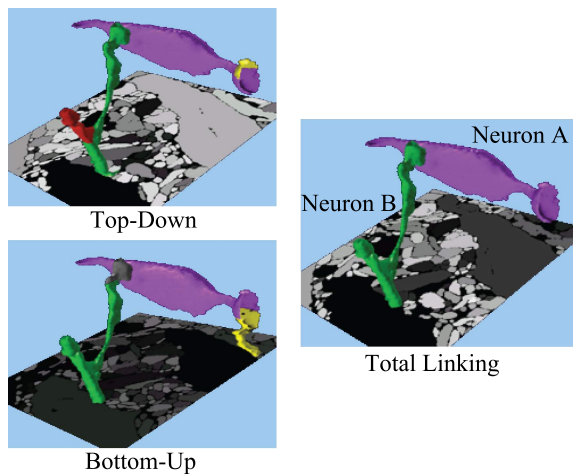 Top-Down
Neuron A
Neuron B
Total Linking
Bottom-Up